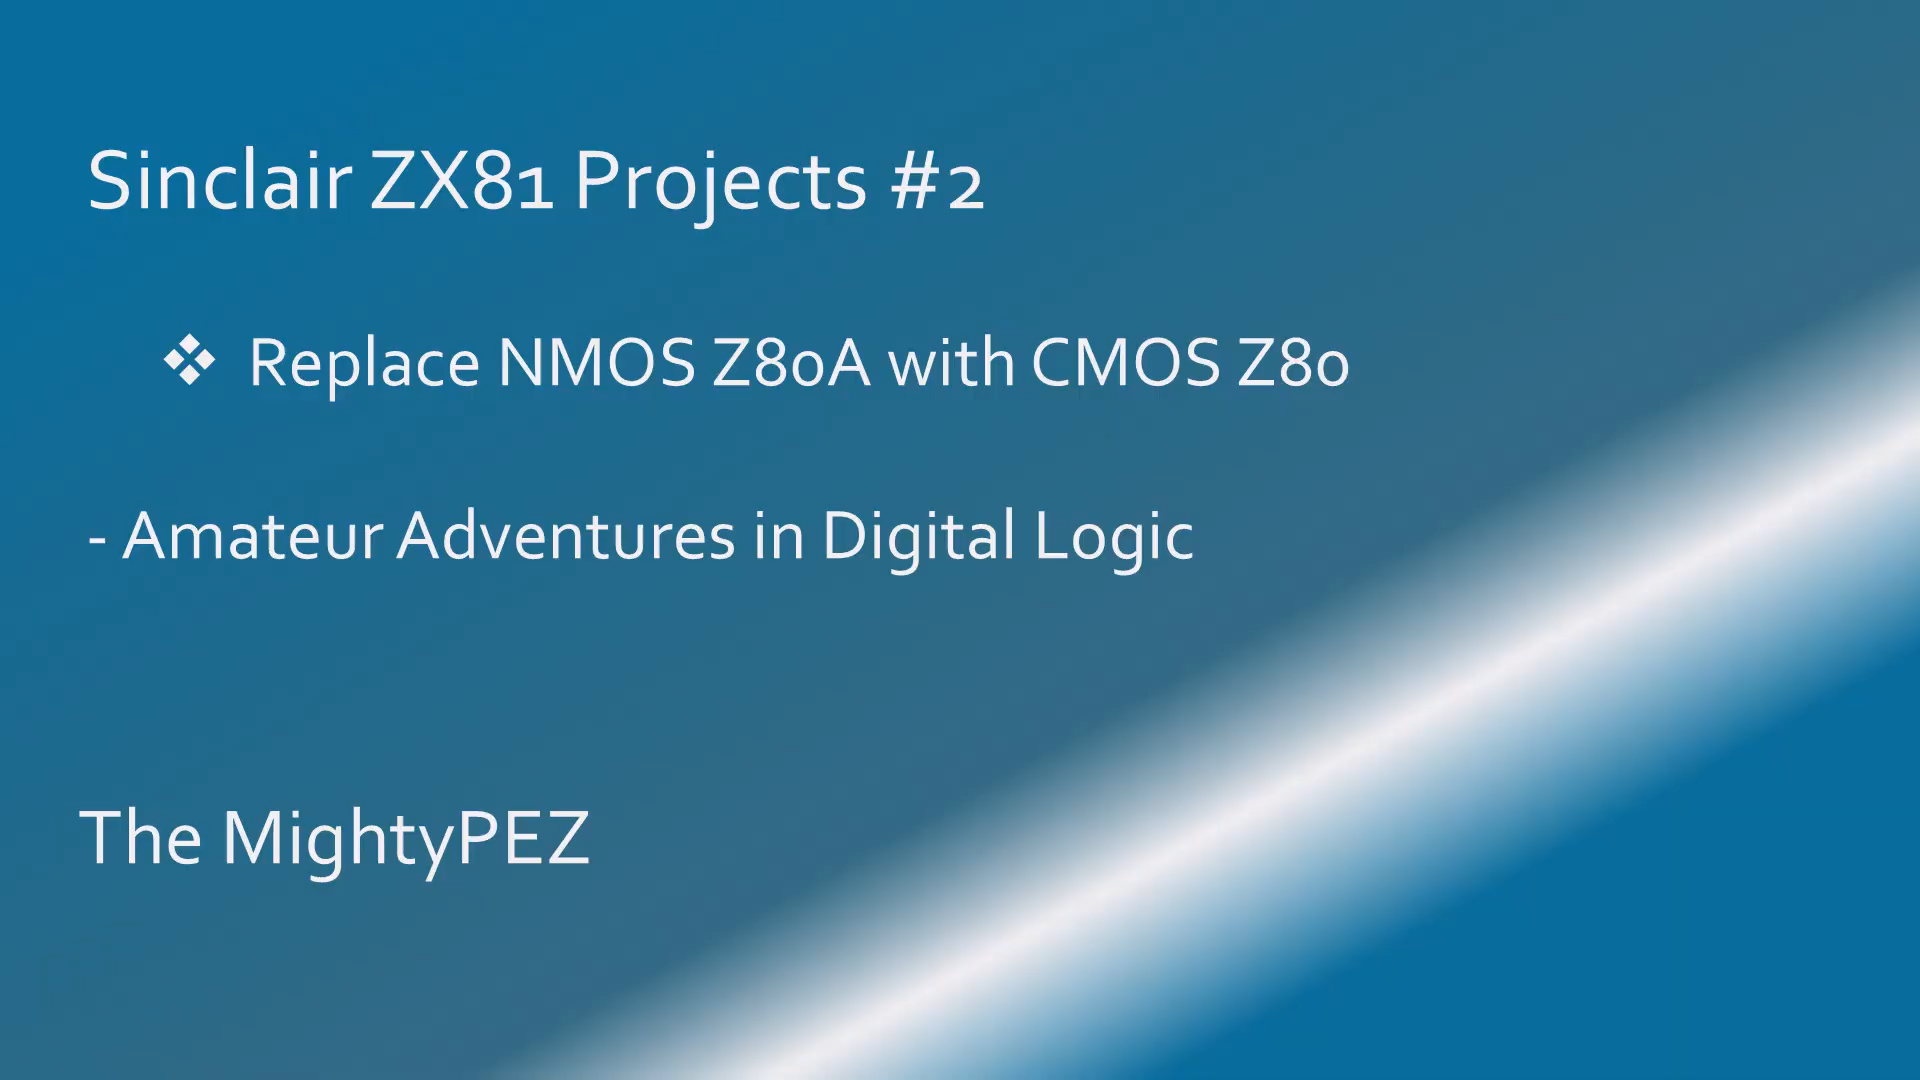 Sinclair ZX81 Projects #2
❖ Replace NMOS Z80A with CMOS Z80
- Amateur Adventures in Digital Logic
The MightyPEZ